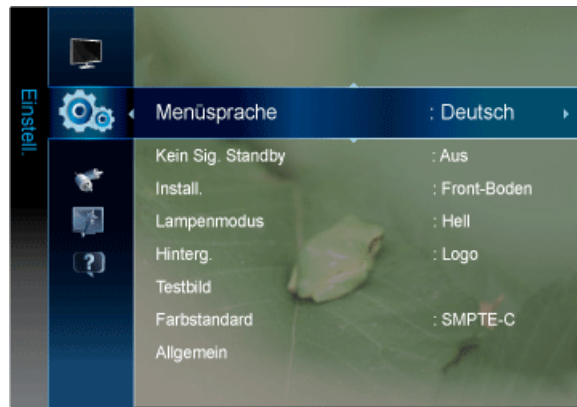 Einstell.
Menüsprache : Deutsch
Kein Sig. Standby : Aus
Install. : Front-Boden
Lampenmodus : Hell
Hinterg. : Logo
Testbild
Farbstandard : SMPTE-C
Allgemein